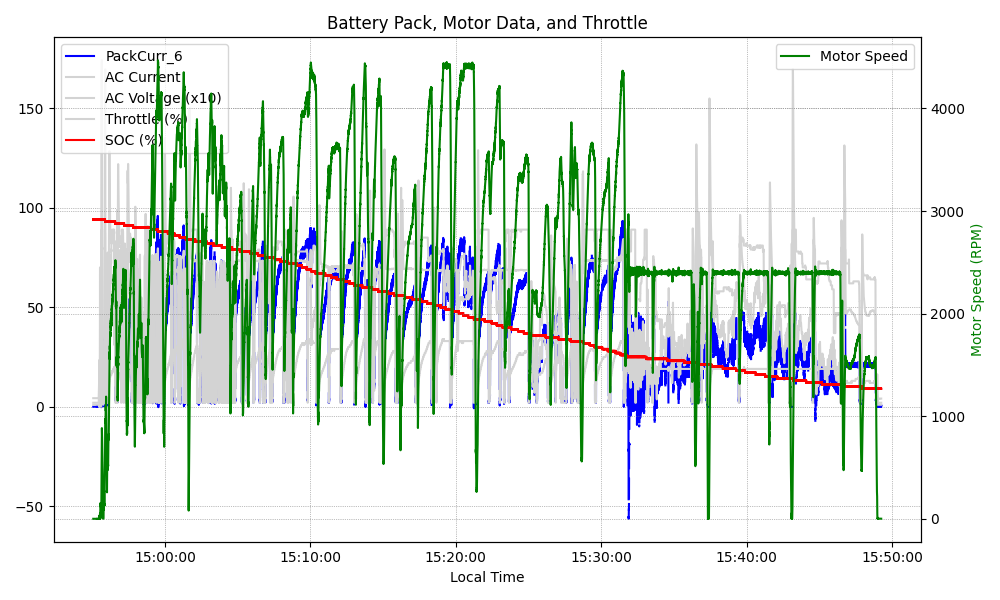 Battery Pack, Motor Data, and Throttle
PackCurr_6
AC Current
AC Voltage (x10)
Throttle (%)
SOC (%)
Motor Speed
150
100
50
0
−50
4000
3000
2000
1000
0
Motor Speed (RPM)
15:00:00
15:10:00
15:20:00
15:30:00
15:40:00
15:50:00
Local Time